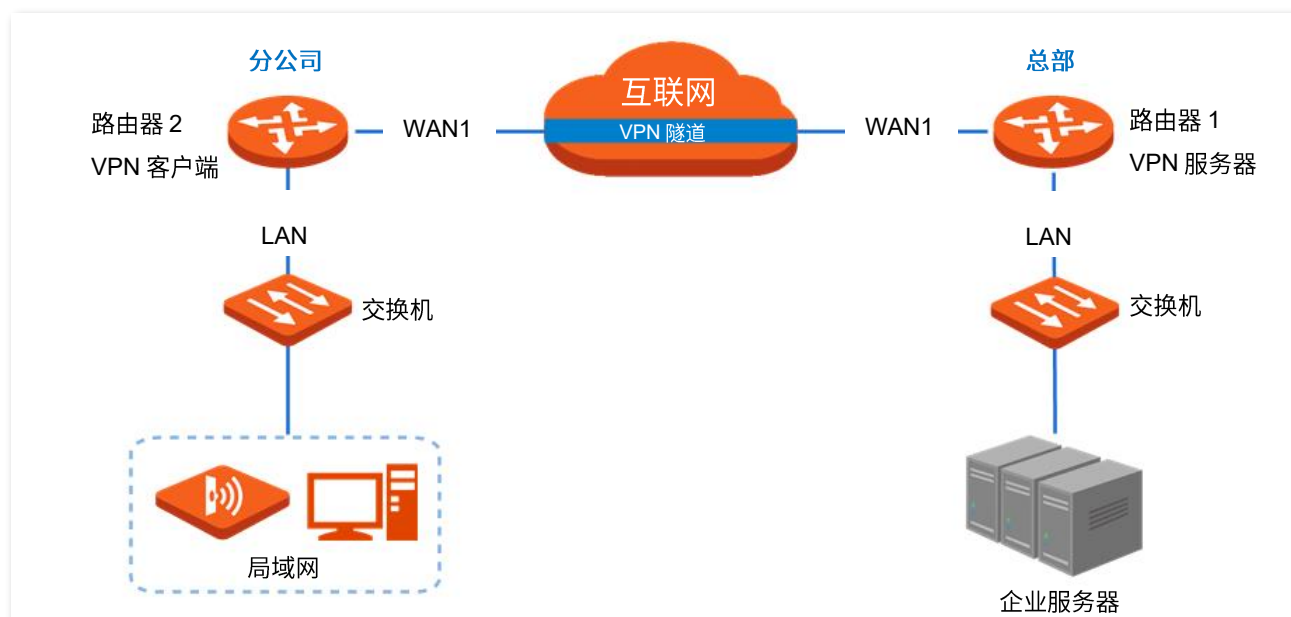 分公司
总部
互联网
VPN 隧道
路由器 2
VPN 客户端
WAN1
WAN1
路由器 1
VPN 服务器
LAN
LAN
交换机
交换机
局域网
企业服务器